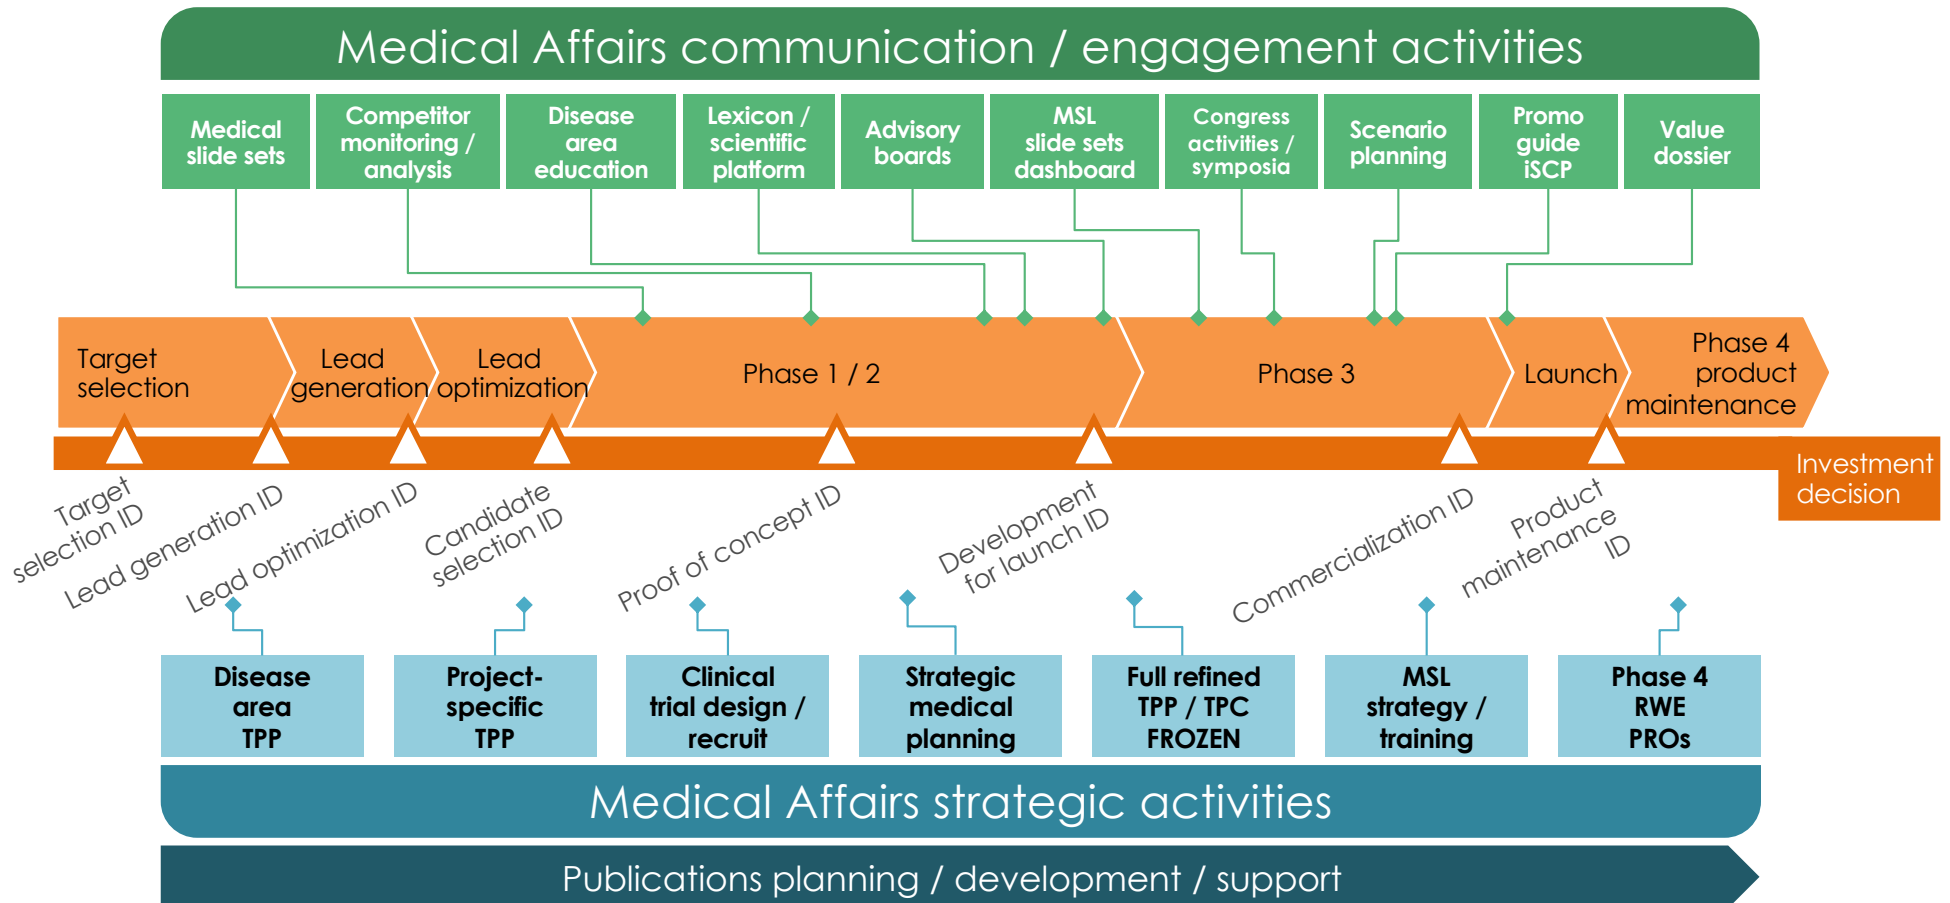 Medical Affairs communication / engagement activities
Medical
slide sets
Competitor
monitoring /
analysis
Disease
area
education
Lexicon /
scientific
platform
Advisory
boards
MSL
slide sets
dashboard
Congress
activities /
symposia
Scenario
planning
Promo
guide
iSCP
Value
dossier
Target
selection
Lead
generation
Lead
optimization
Phase 1 / 2
Phase 3
Launch
Phase 4
product
maintenance
Investment
decision
Target
selection ID
Lead generation ID
Lead optimization ID
Candidate
selection ID
Proof of concept ID
Development
for launch ID
Commercialization ID
Product
maintenance
ID
Disease
area
TPP
Project-
specific
TPP
Clinical
trial design /
recruit
Strategic
medical
planning
Full refined
TPP / TPC
FROZEN
MSL
strategy /
training
Phase 4
RWE
PROs
Medical Affairs strategic activities
Publications planning / development / support